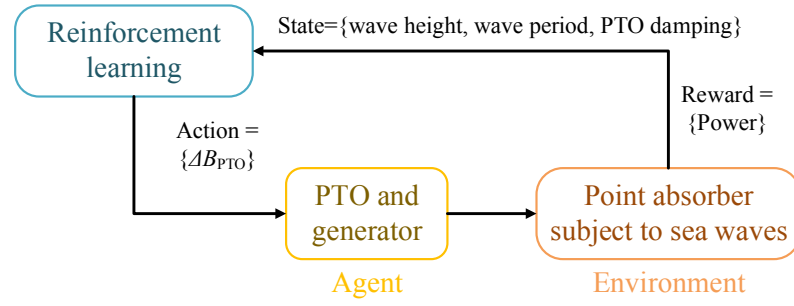 Reinforcement
learning
State={wave height, wave period, PTO damping}
Reward =
{Power}
Action =
{ΔB_PTO}
PTO and
generator
Point absorber
subject to sea waves
Agent
Environment